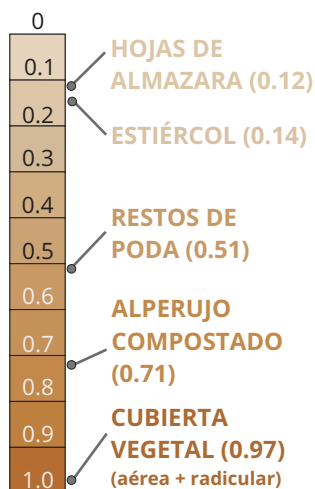 0
0.1
0.2
0.3
0.4
0.5
0.6
0.7
0.8
0.9
1.0
HOJAS DE
ALMAZARA (0.12)
ESTIÉRCOL (0.14)
RESTOS DE
PODA (0.51)
ALPERUJO
COMPOSTADO
(0.71)
CUBIERTA
VEGETAL (0.97)
(aérea + radicular)